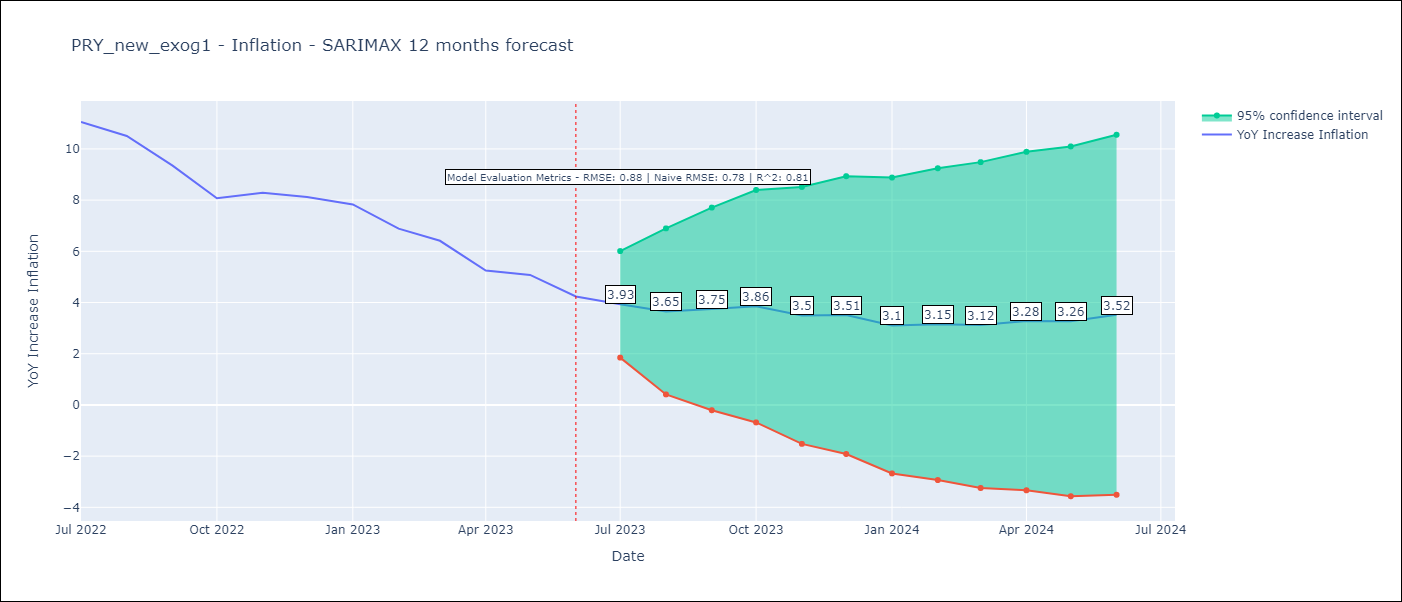 PRY_new_exog1 - Inflation - SARIMAX 12 months forecast
95% confidence interval
YoY Increase Inflation
Model Evaluation Metrics - RMSE: 0.88 | Naive RMSE: 0.78 | R^2: 0.81
YoY Increase Inflation
10
8
6
4
2
0
−2
−4
3.93
3.65
3.75
3.86
3.5
3.51
3.1
3.15
3.12
3.28
3.26
3.52
Jul 2022
Oct 2022
Jan 2023
Apr 2023
Jul 2023
Oct 2023
Jan 2024
Apr 2024
Jul 2024
Date